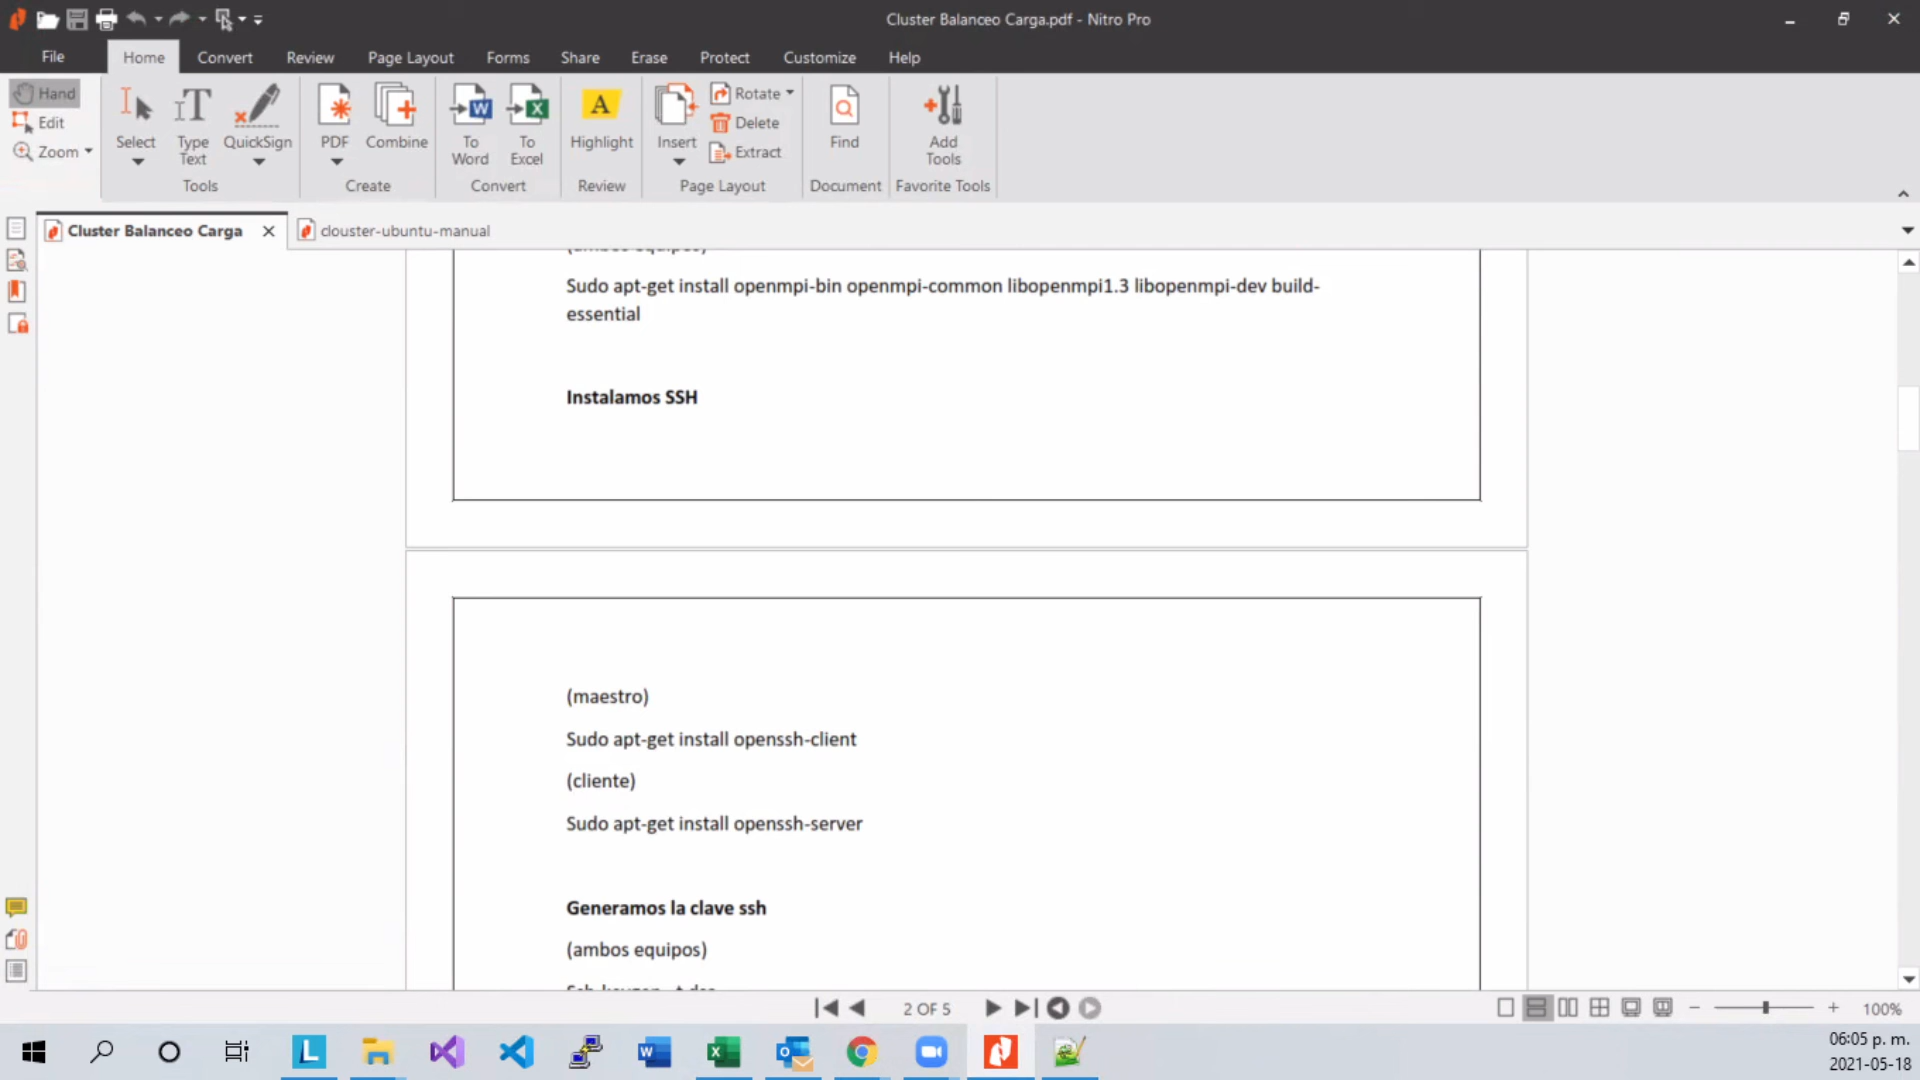 Cluster Balanceo Carga.pdf - Nitro Pro
File Home Convert Review Page Layout Forms Share Erase Protect Customize Help
Hand
Edit
Zoom
Select
Type Text
QuickSign
Tools
PDF
Combine
Create
To Word
To Excel
Convert
A
Highlight
Review
Insert
Rotate
Delete
Extract
Page Layout
Find
Document
Add Tools
Favorite Tools
Cluster Balanceo Carga
clouster-ubuntu-manual
(ambos equipos)
Sudo apt-get install openmpi-bin openmpi-common libopenmpi1.3 libopenmpi-dev build-
essential
Instalamos SSH
(maestro)
Sudo apt-get install openssh-client
(cliente)
Sudo apt-get install openssh-server
Generamos la clave ssh
(ambos equipos)
2 OF 5
100%
06:05 p. m.
2021-05-18